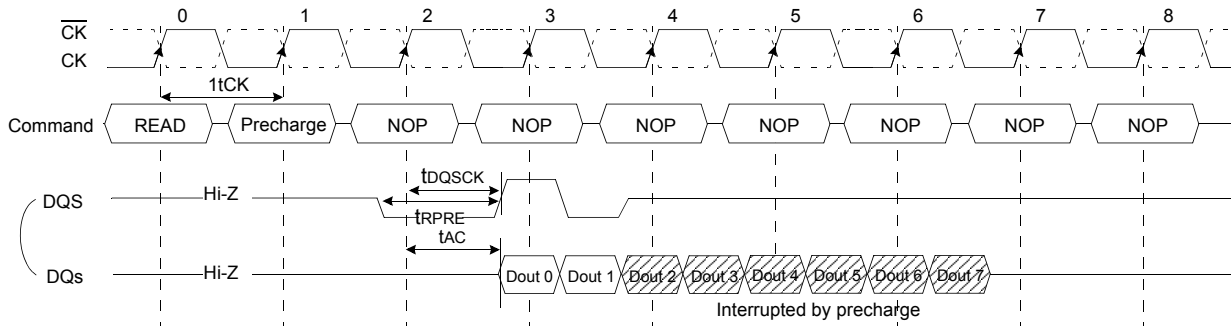 0 1 2 3 4 5 6 7 8
CK
CK
1tCK
Command READ Precharge NOP NOP NOP NOP NOP NOP NOP
tDQSCK
DQS Hi-Z
tRPRE
tAC
DQs Hi-Z Dout 0 Dout 1 Dout 2 Dout 3 Dout 4 Dout 5 Dout 6 Dout 7
Interrupted by precharge